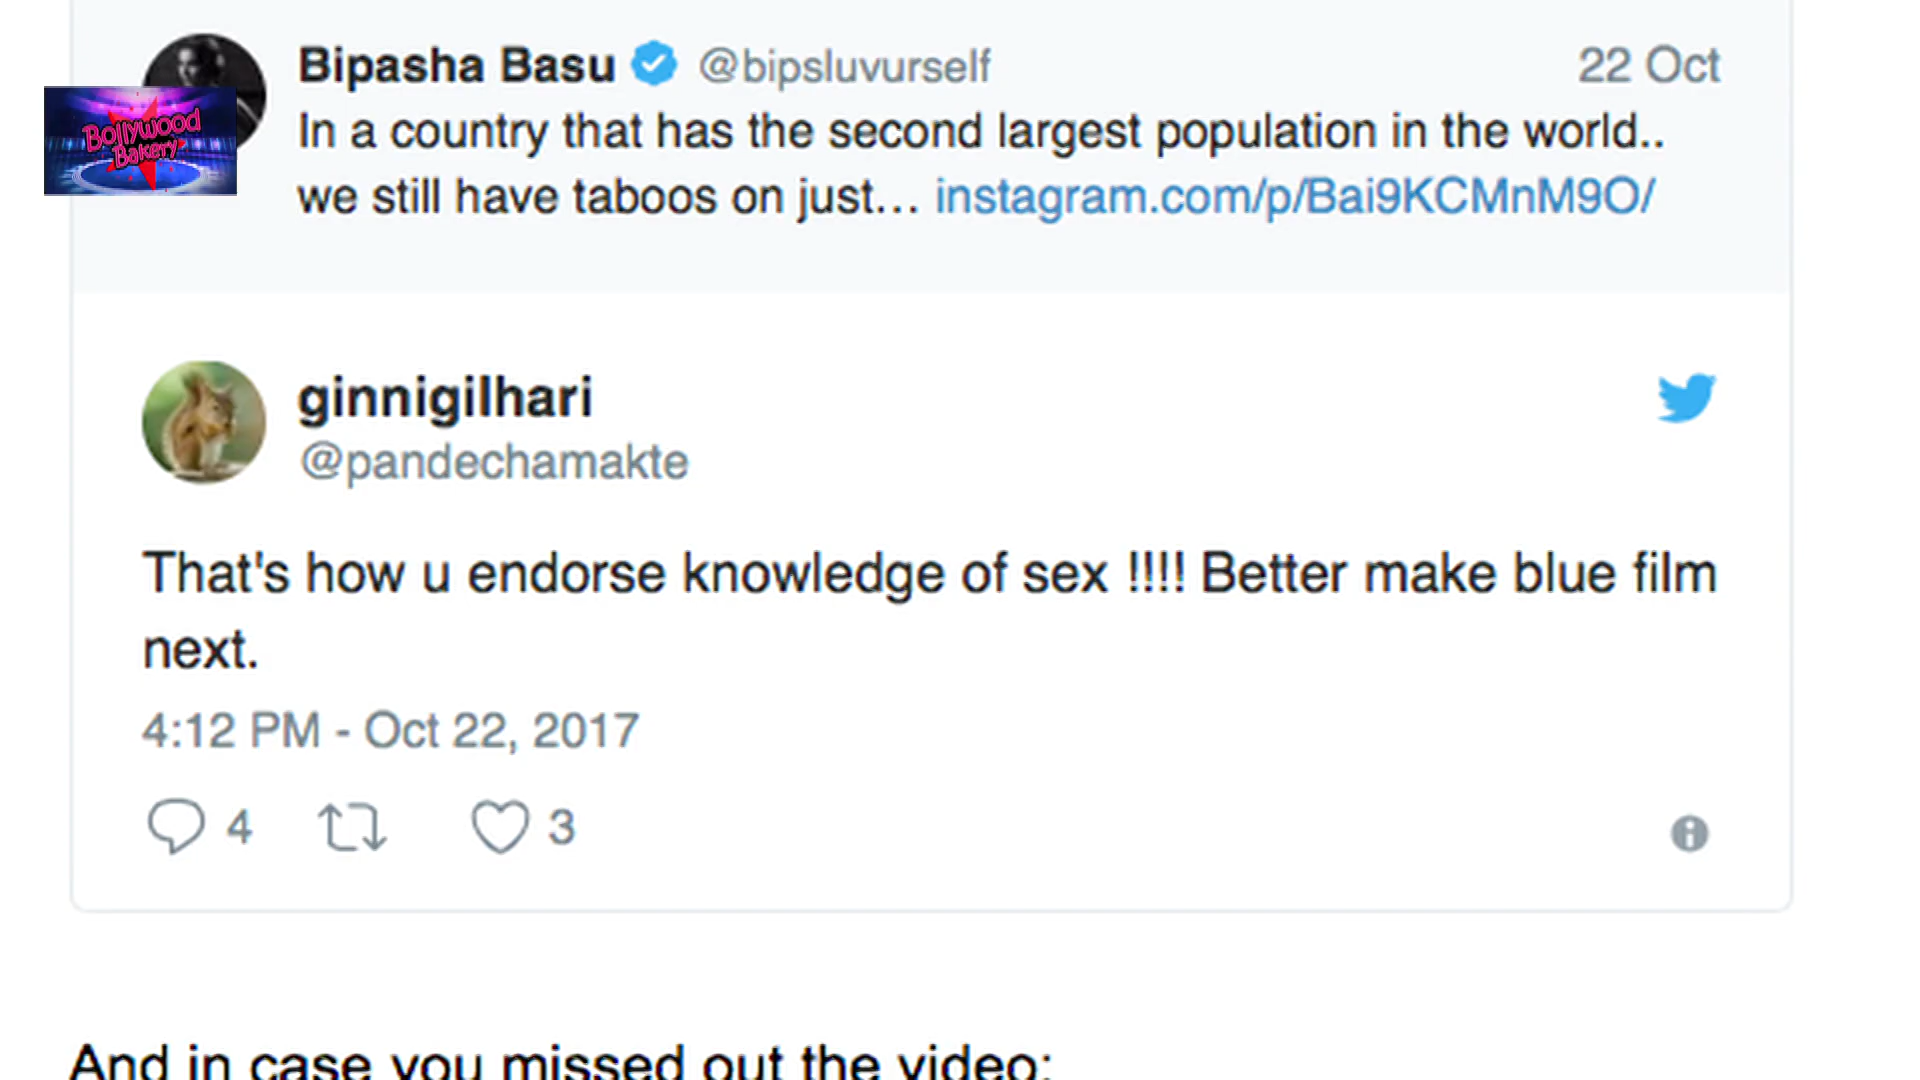 Bipasha Basu @bipsluvurself 22 Oct
In a country that has the second largest population in the world..
we still have taboos on just... instagram.com/p/Bai9KCMnM9O/
Bollywood
Bakery
ginnigilhari
@pandechamakte
That's how u endorse knowledge of sex !!!! Better make blue film
next.
4:12 PM - Oct 22, 2017
4 3
And in case you missed out the video: